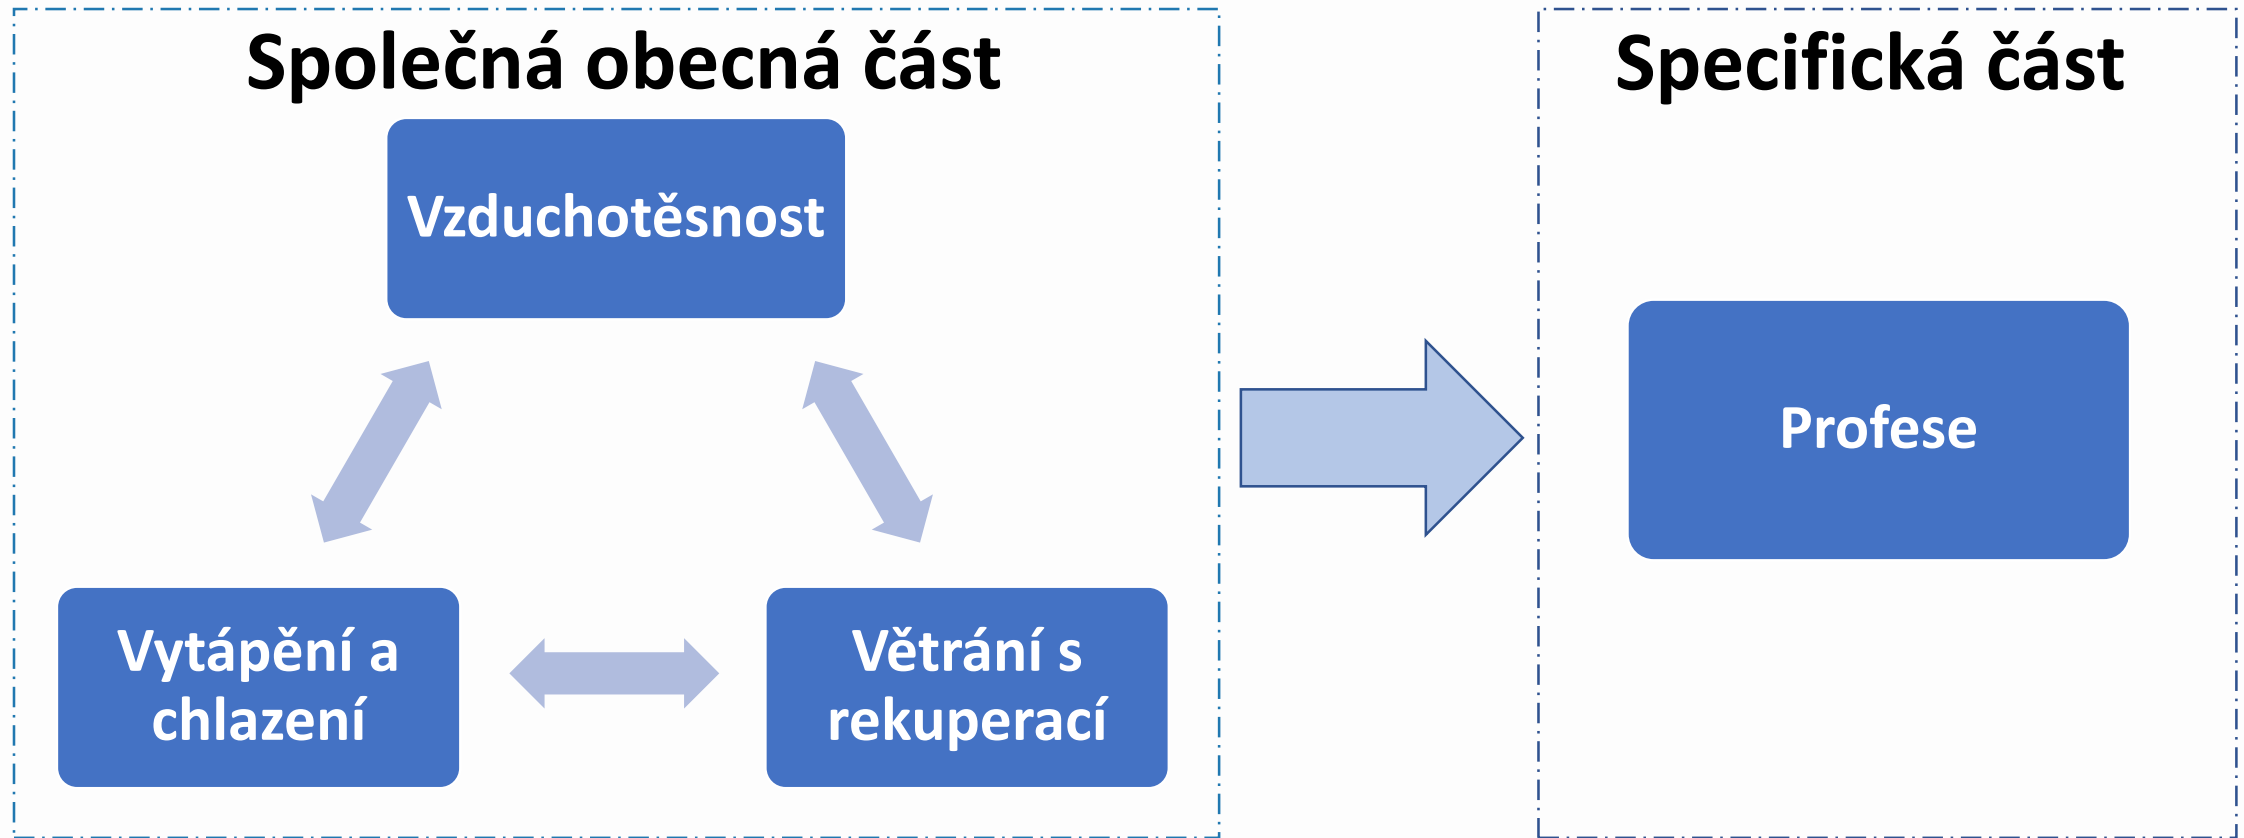 Společná obecná část
Vzduchotěsnost
Vytápění a
chlazení
Větrání s
rekuperací
Specifická část
Profese